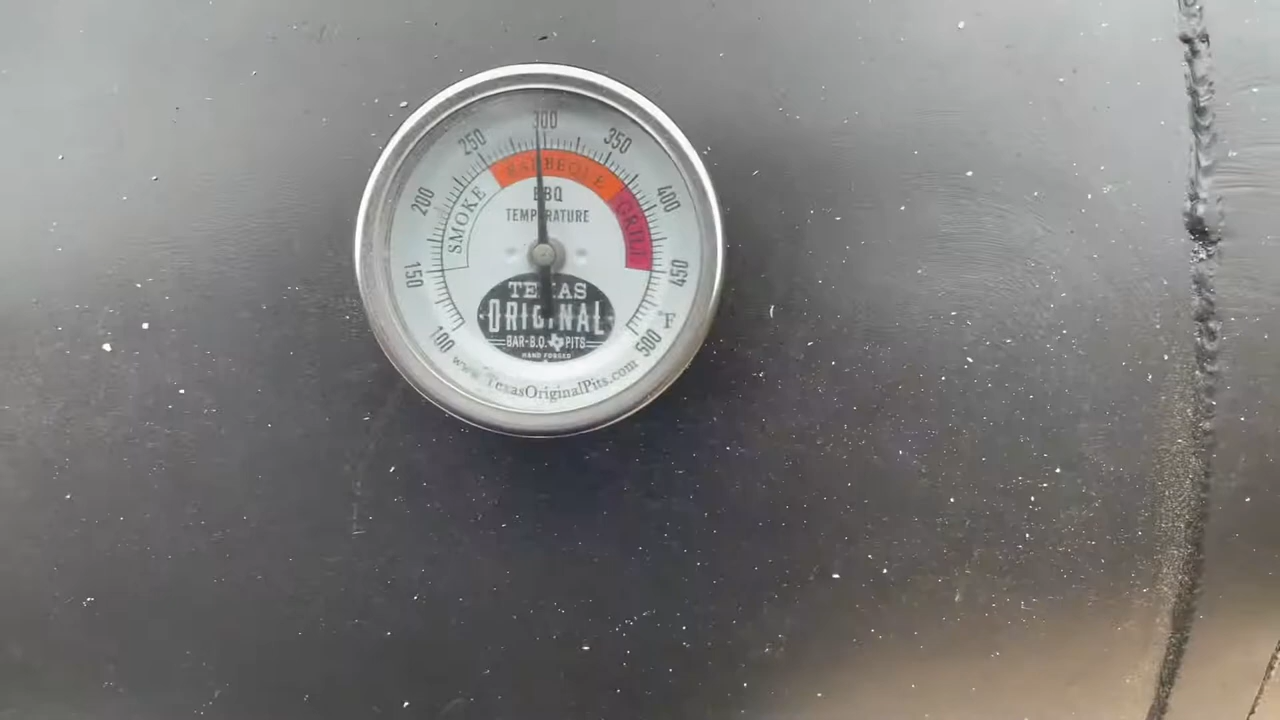 100 150 200 250 300 350 400 450 500
°F
SMOKE BARBEQUE GRILL
BBQ
TEMPERATURE
TEXAS
ORIGINAL
BAR-B.Q. PITS
HAND FORGED
www.TexasOriginalPits.com